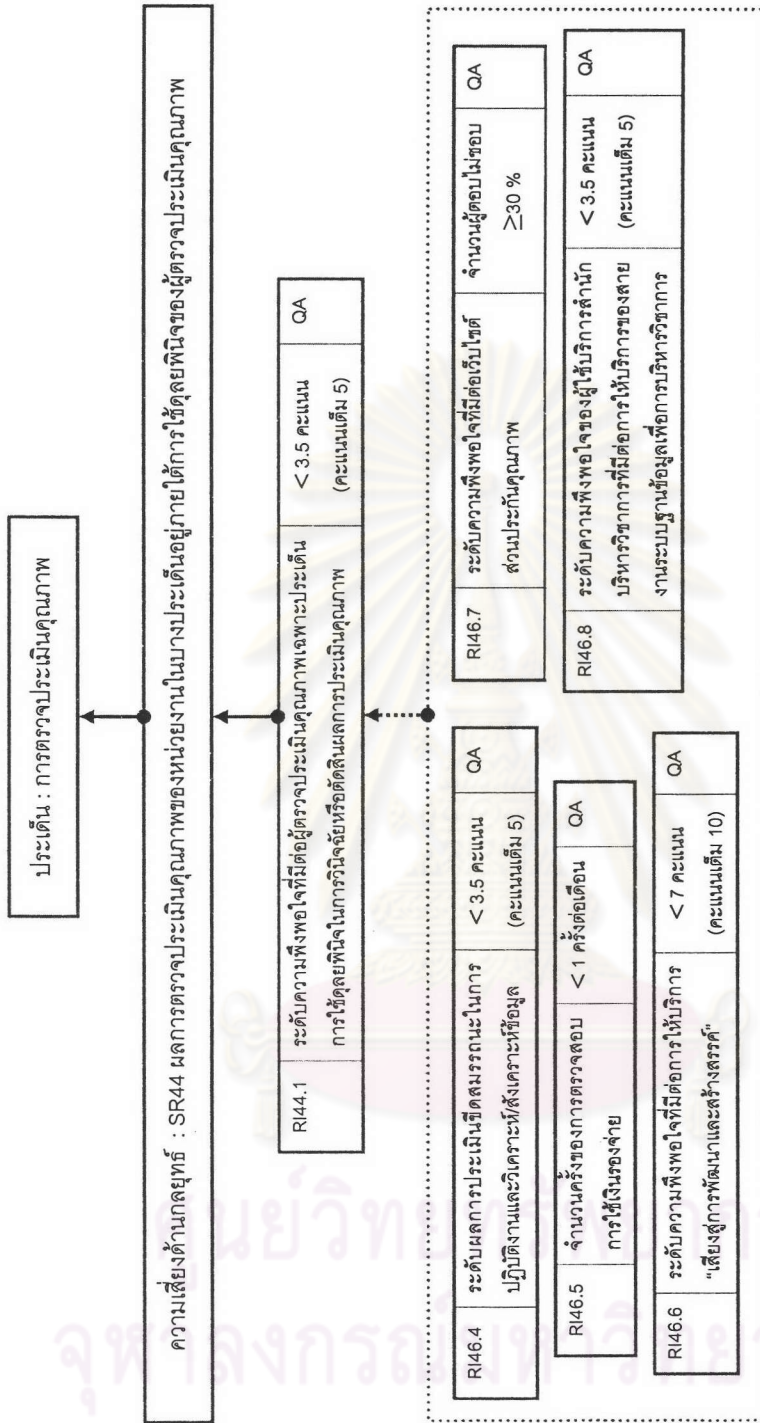 ประเด็น : การตรวจประเมินคุณภาพ
ความเสี่ยงด้านกลยุทธ์ : SR44 ผลการตรวจประเมินคุณภาพของหน่วยงานในบางประเด็นอยู่ภายใต้การใช้ดุลยพินิจของผู้ตรวจประเมินคุณภาพ
RI44.1
ระดับความพึงพอใจที่มีต่อผู้ตรวจประเมินคุณภาพเฉพาะประเด็น
การใช้ดุลยพินิจในการวินิจฉัยหรือตัดสินผลการประเมินคุณภาพ
< 3.5 คะแนน
(คะแนนเต็ม 5)
QA
RI46.4
ระดับผลการประเมินขีดสมรรถนะในการ
ปฏิบัติงานและวิเคราะห์/สังเคราะห์ข้อมูล
< 3.5 คะแนน
(คะแนนเต็ม 5)
QA
RI46.5
จำนวนครั้งของการตรวจสอบ
การใช้เงินรองจ่าย
< 1 ครั้งต่อเดือน
QA
RI46.6
ระดับความพึงพอใจที่มีต่อการให้บริการ
"เสียงสู่การพัฒนาและสร้างสรรค์"
< 7 คะแนน
(คะแนนเต็ม 10)
QA
RI46.7
ระดับความพึงพอใจที่มีต่อเว็บไซต์
ส่วนประกันคุณภาพ
จำนวนผู้ตอบไม่ชอบ
≥30 %
QA
RI46.8
ระดับความพึงพอใจของผู้ใช้บริการสำนัก
บริหารวิชาการที่มีต่อการให้บริการของสาย
งานระบบฐานข้อมูลเพื่อการบริหารวิชาการ
< 3.5 คะแนน
(คะแนนเต็ม 5)
QA
ศูนย์วิทยทรัพยาก
จุฬาลงกรณ์มหาวิทยา